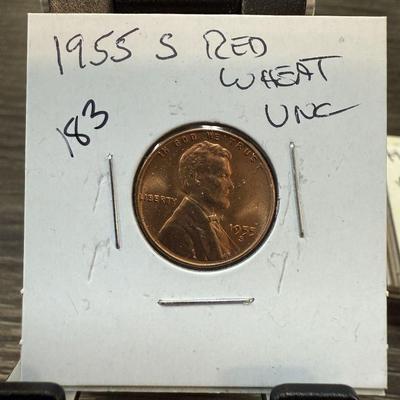 1955 S RED
WHEAT
UNC
183
IN GOD WE TRUST
LIBERTY
1955
S